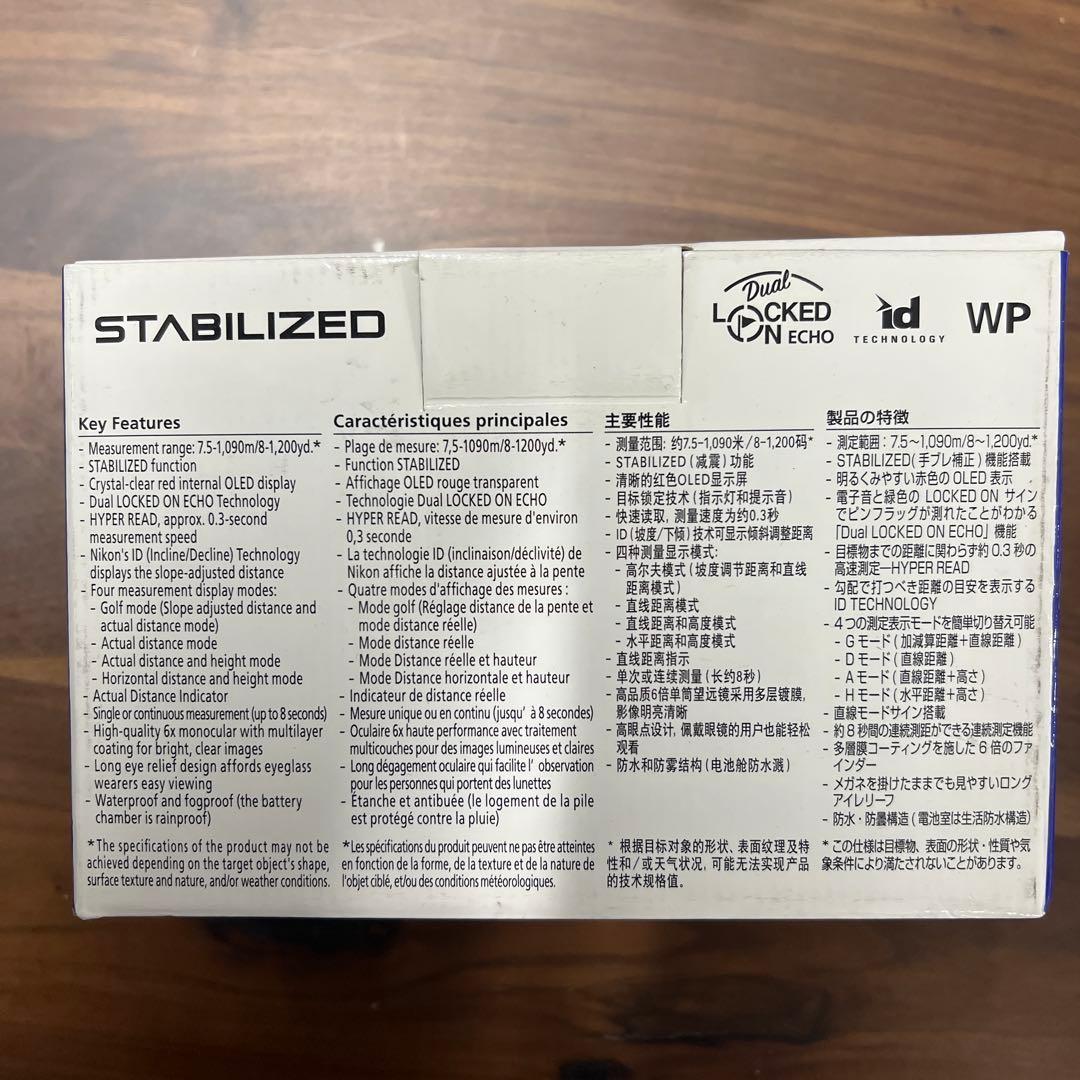 STABILIZED
Dual
LOCKED
ON ECHO
id
TECHNOLOGY
WP
Key Features
- Measurement range: 7.5-1,090m/8-1,200yd.*
- STABILIZED function
- Crystal-clear red internal OLED display
- Dual LOCKED ON ECHO Technology
- HYPER READ, approx. 0.3-second
measurement speed
- Nikon's ID (Incline/Decline) Technology
displays the slope-adjusted distance
- Four measurement display modes:
- Golf mode (Slope adjusted distance and
actual distance mode)
- Actual distance mode
- Actual distance and height mode
- Horizontal distance and height mode
- Actual Distance Indicator
- Single or continuous measurement (up to 8 seconds)
- High-quality 6x monocular with multilayer
coating for bright, clear images
- Long eye relief design affords eyeglass
wearers easy viewing
- Waterproof and fogproof (the battery
chamber is rainproof)
*The specifications of the product may not be
achieved depending on the target object's shape,
surface texture and nature, and/or weather conditions.
Caractéristiques principales
- Plage de mesure: 7,5-1090m/8-1200yd.*
- Function STABILIZED
- Affichage OLED rouge transparent
- Technologie Dual LOCKED ON ECHO
- HYPER READ, vitesse de mesure d'environ
0,3 seconde
- La technologie ID (inclinaison/déclivité) de
Nikon affiche la distance ajustée à la pente
- Quatre modes d'affichage des mesures :
- Mode golf (Réglage distance de la pente et
mode distance réelle)
- Mode distance réelle
- Mode Distance réelle et hauteur
- Mode Distance horizontale et hauteur
- Indicateur de distance réelle
- Mesure unique ou en continu (jusqu' à 8 secondes)
- Oculaire 6x haute performance avec traitement
multicouches pour des images lumineuses et claires
- Long dégagement oculaire qui facilite l' observation
pour les personnes qui portent des lunettes
- Étanche et antibuée (le logement de la pile
est protégé contre la pluie)
*Les spécifications du produit peuvent ne pas être atteintes
en fonction de la forme, de la texture et de la nature de
l'objet ciblé, et/ou des conditions météorologiques.
主要性能
- 测量范围: 约7.5-1,090米/8-1,200码*
- STABILIZED (减震) 功能
- 清晰的红色OLED显示屏
- 目标锁定技术 (指示灯和提示音)
- 快速读取, 测量速度为约0.3秒
- ID (坡度/下倾) 技术可显示倾斜调整距离
- 四种测量显示模式:
- 高尔夫模式 (坡度调节距离和直线
距离模式)
- 直线距离模式
- 直线距离和高度模式
- 水平距离和高度模式
- 直线距离指示
- 单次或连续测量 (长约8秒)
- 高品质6倍单筒望远镜采用多层镀膜,
影像明亮清晰
- 高眼点设计, 佩戴眼镜的用户也能轻松
观看
- 防水和防雾结构 (电池舱防水溅)
* 根据目标对象的形状、表面纹理及特
性和/或天气状况, 可能无法实现产品
的技术规格值。
製品の特徴
- 測定範囲：7.5～1,090m/8～1,200yd.*
- STABILIZED(手ブレ補正)機能搭載
- 明るくみやすい赤色の OLED 表示
- 電子音と緑色の LOCKED ON サイン
でピンフラッグが測れたことがわかる
「Dual LOCKED ON ECHO」機能
- 目標物までの距離に関わらず約 0.3 秒の
高速測定―HYPER READ
- 勾配で打つべき距離の目安を表示する
ID TECHNOLOGY
- 4つの測定表示モードを簡単切り替え可能
- G モード ( 加減算距離＋直線距離)
- D モード ( 直線距離 )
- A モード ( 直線距離＋高さ )
- H モード ( 水平距離＋高さ )
- 直線モードサイン搭載
- 約 8 秒間の連続測距ができる連続測定機能
- 多層膜コーティングを施した 6 倍のファ
インダー
- メガネを掛けたままでも見やすいロング
アイレリーフ
- 防水・防曇構造 ( 電池室は生活防水構造)
* この仕様は目標物、表面の形状・性質や気
象条件により満たされないことがあります。